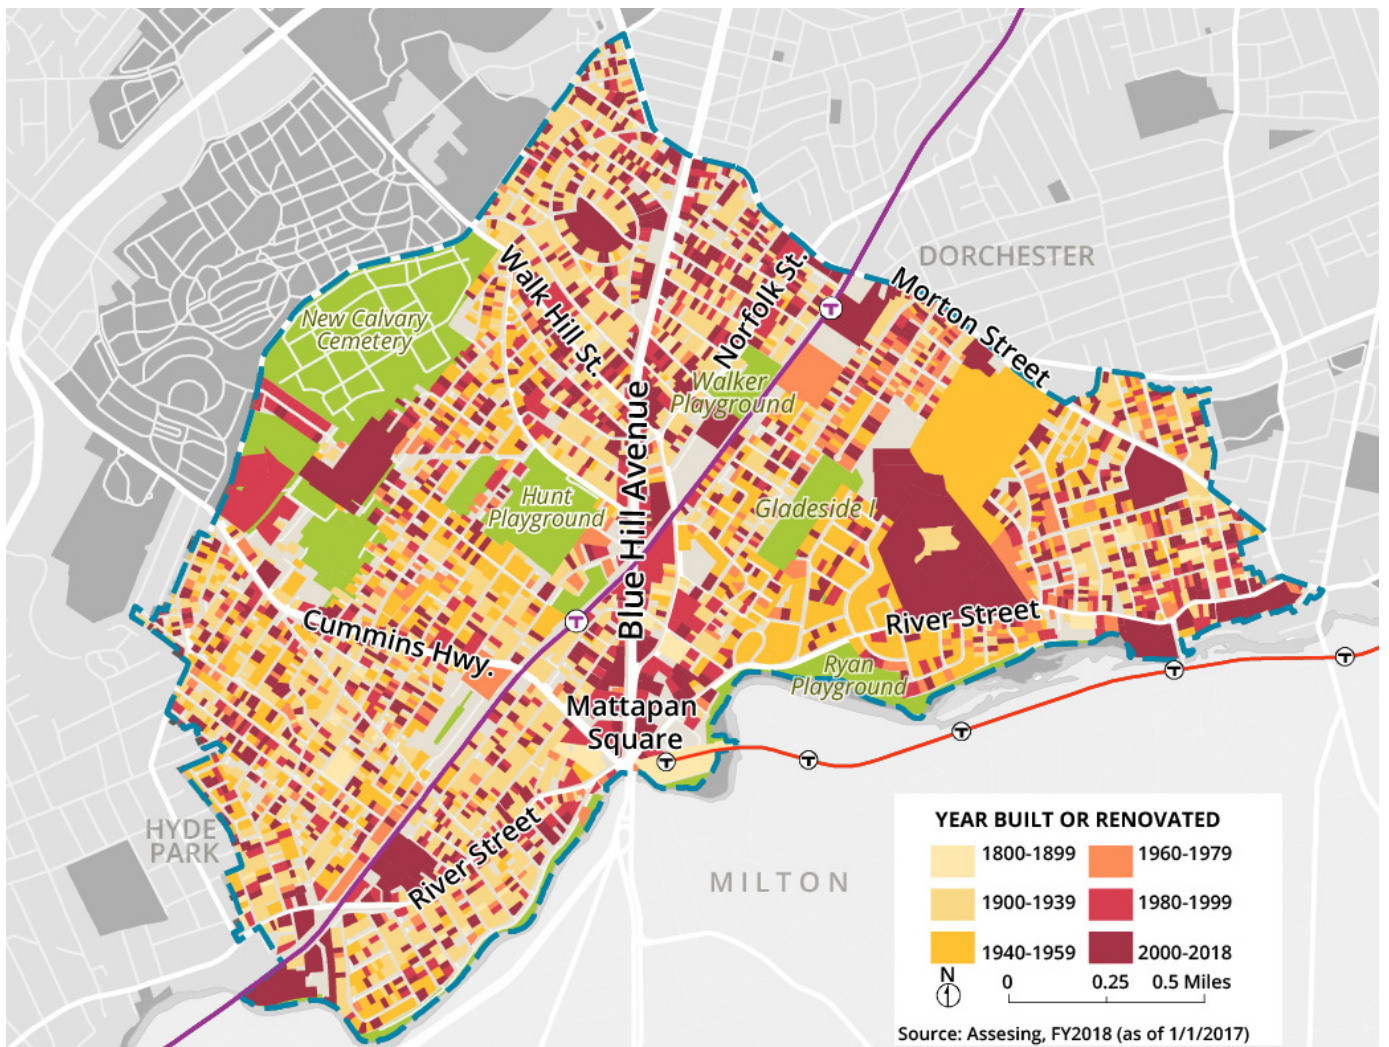 DORCHESTER
Morton Street
Walk Hill St.
Norfolk St.
New Calvary
Cemetery
Walker
Playground
Blue Hill Avenue
Hunt
Playground
Gladeside I
River Street
Cummins Hwy.
Ryan
Playground
Mattapan
Square
HYDE
PARK
River Street
MILTON
T
T
T
T
T
T
T
YEAR BUILT OR RENOVATED
1800-1899
1960-1979
1900-1939
1980-1999
1940-1959
2000-2018
N
0
0.25
0.5 Miles
Source: Assesing, FY2018 (as of 1/1/2017)